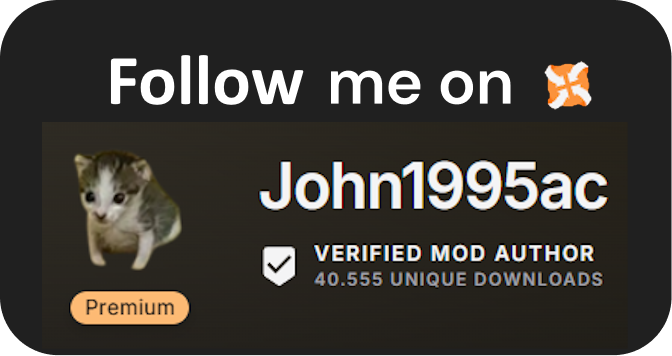 Follow me on
John1995ac
VERIFIED MOD AUTHOR
40.555 UNIQUE DOWNLOADS
Premium